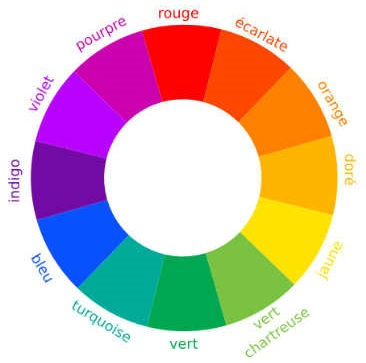 rouge
écarlate
orange
doré
jaune
vert
chartreuse
vert
turquoise
bleu
indigo
violet
pourpre